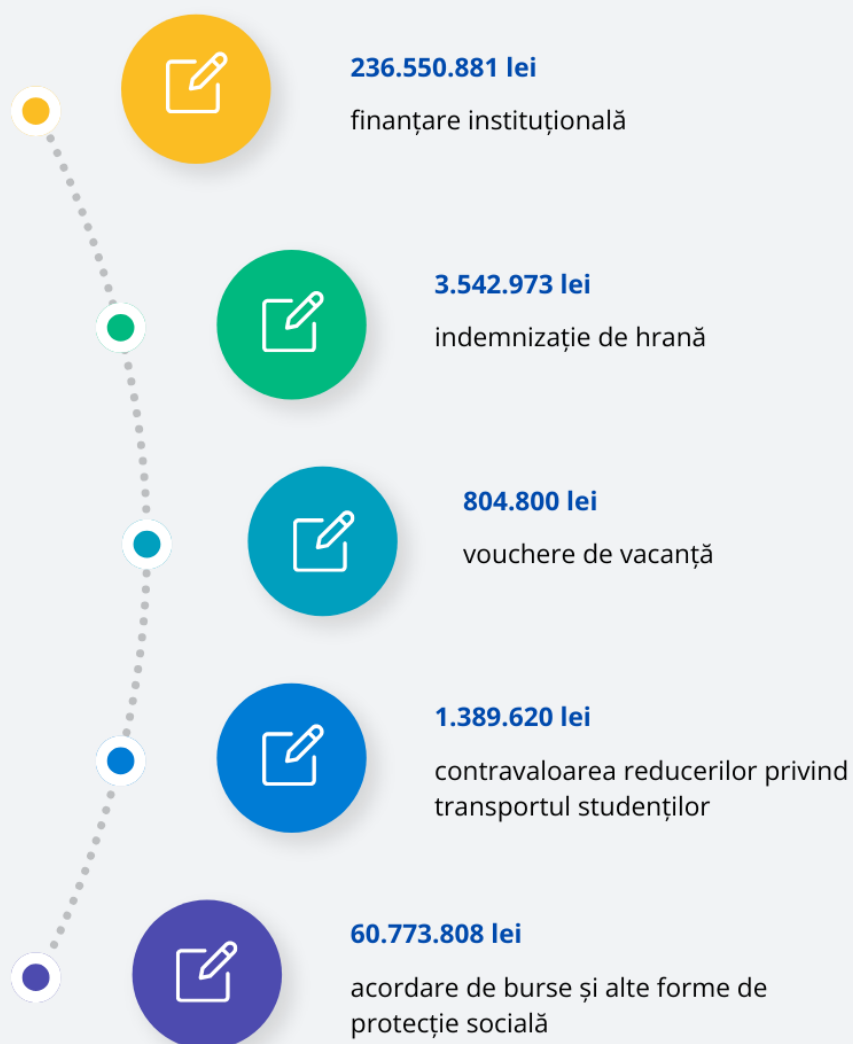 236.550.881 lei
finanțare instituțională
3.542.973 lei
indemnizație de hrană
804.800 lei
vouchere de vacanță
1.389.620 lei
contravaloarea reducerilor privind
transportul studenților
60.773.808 lei
acordare de burse și alte forme de
protecție socială